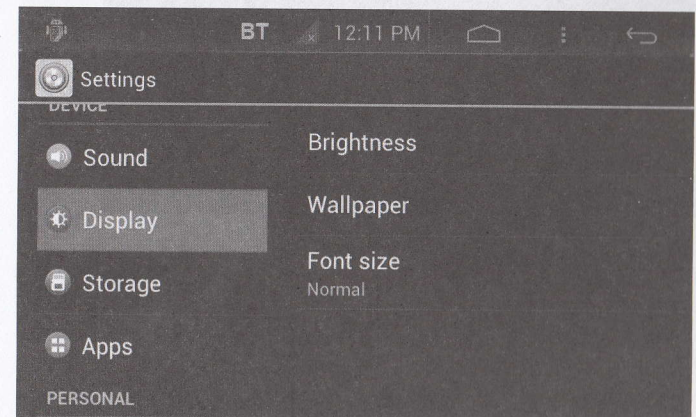 BT 12:11 PM
Settings
DEVICE
Sound
Display
Storage
Apps
PERSONAL
Brightness
Wallpaper
Font size
Normal